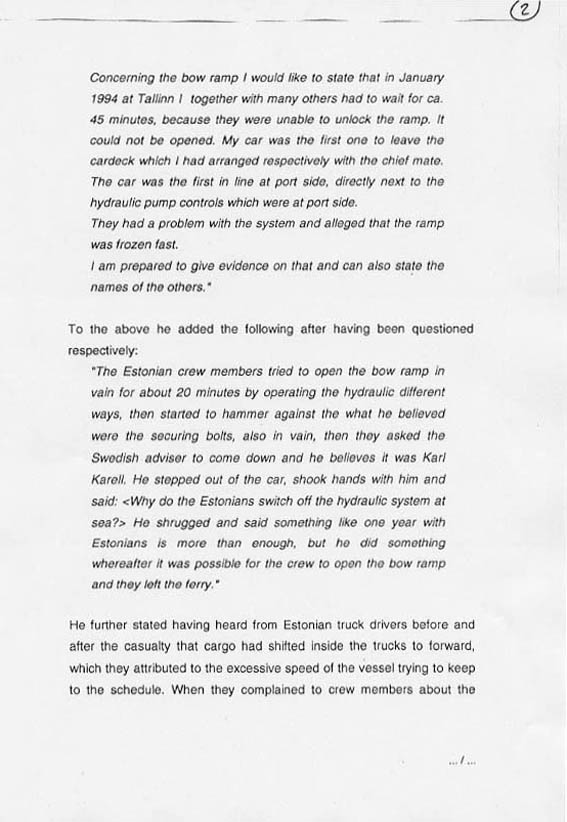 2
Concerning the bow ramp I would like to state that in January
1994 at Tallinn I together with many others had to wait for ca.
45 minutes, because they were unable to unlock the ramp. It
could not be opened. My car was the first one to leave the
cardeck which I had arranged respectively with the chief mate.
The car was the first in line at port side, directly next to the
hydraulic pump controls which were at port side.
They had a problem with the system and alleged that the ramp
was frozen fast.
I am prepared to give evidence on that and can also state the
names of the others."
To the above he added the following after having been questioned
respectively:
"The Estonian crew members tried to open the bow ramp in
vain for about 20 minutes by operating the hydraulic different
ways, then started to hammer against the what he believed
were the securing bolts, also in vain, then they asked the
Swedish adviser to come down and he believes it was Karl
Karell. He stepped out of the car, shook hands with him and
said: <Why do the Estonians switch off the hydraulic system at
sea?> He shrugged and said something like one year with
Estonians is more than enough, but he did something
whereafter it was possible for the crew to open the bow ramp
and they left the ferry."
He further stated having heard from Estonian truck drivers before and
after the casualty that cargo had shifted inside the trucks to forward,
which they attributed to the excessive speed of the vessel trying to keep
to the schedule. When they complained to crew members about the
.../...